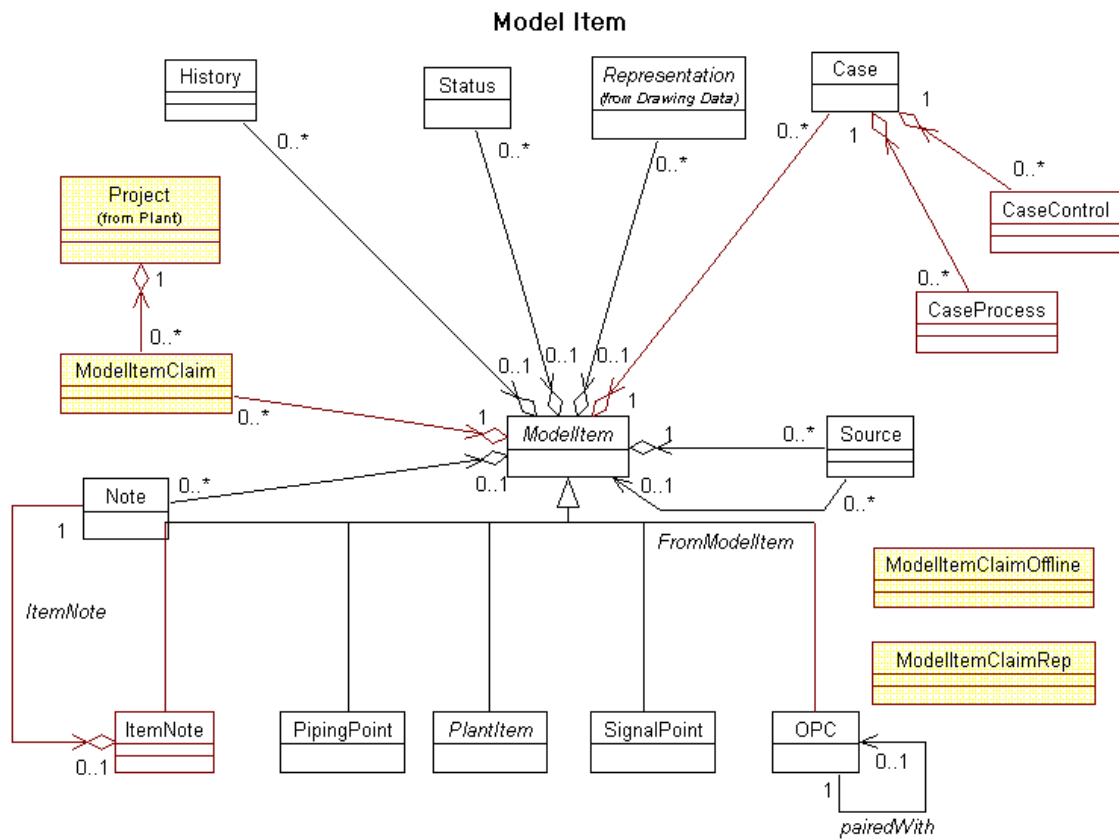 Model Item
History
Status
Representation
(from Drawing Data)
Case
0..*
0..*
0..*
0..*
1
1
0..*
CaseControl
Project
(from Plant)
1
0..*
CaseProcess
0..*
ModelItemClaim
0..*
0..1
0..1
0..1
0..1
1
1
ModelItem
1
0..*
Source
Note
0..*
0..1
0..1
0..*
1
FromModelItem
ModelItemClaimOffline
ItemNote
ModelItemClaimRep
ItemNote
PipingPoint
PlantItem
SignalPoint
OPC
0..1
0..1
1
pairedWith